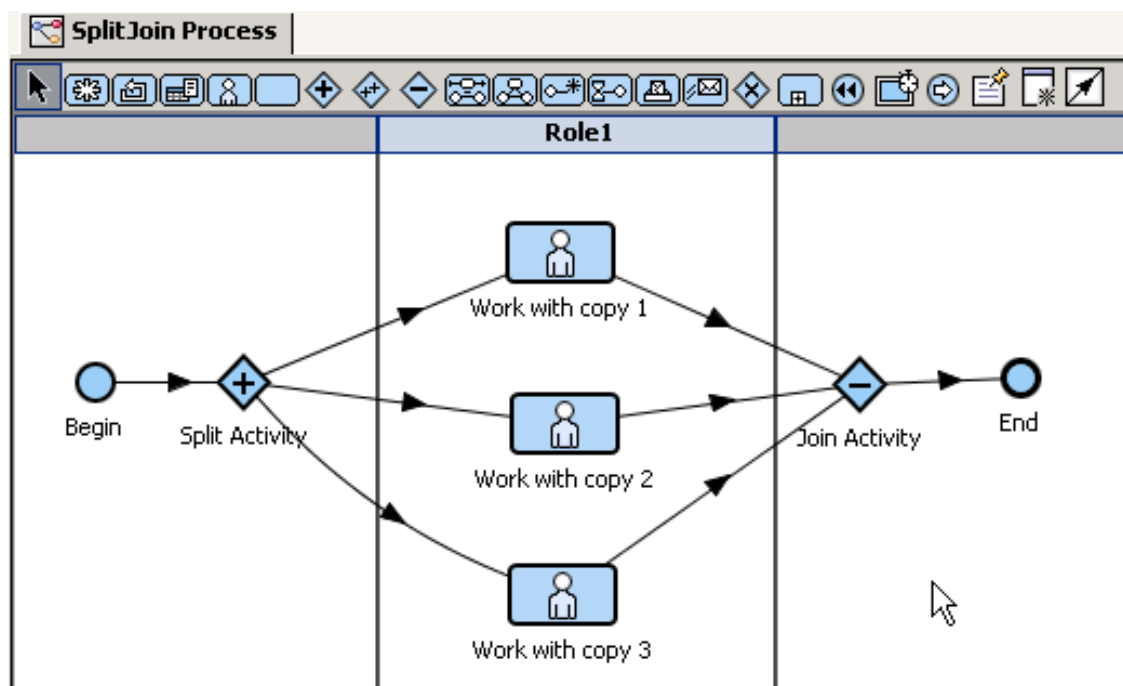 SplitJoin Process
Role1
Work with copy 1
Begin
Split Activity
Work with copy 2
Join Activity
End
Work with copy 3